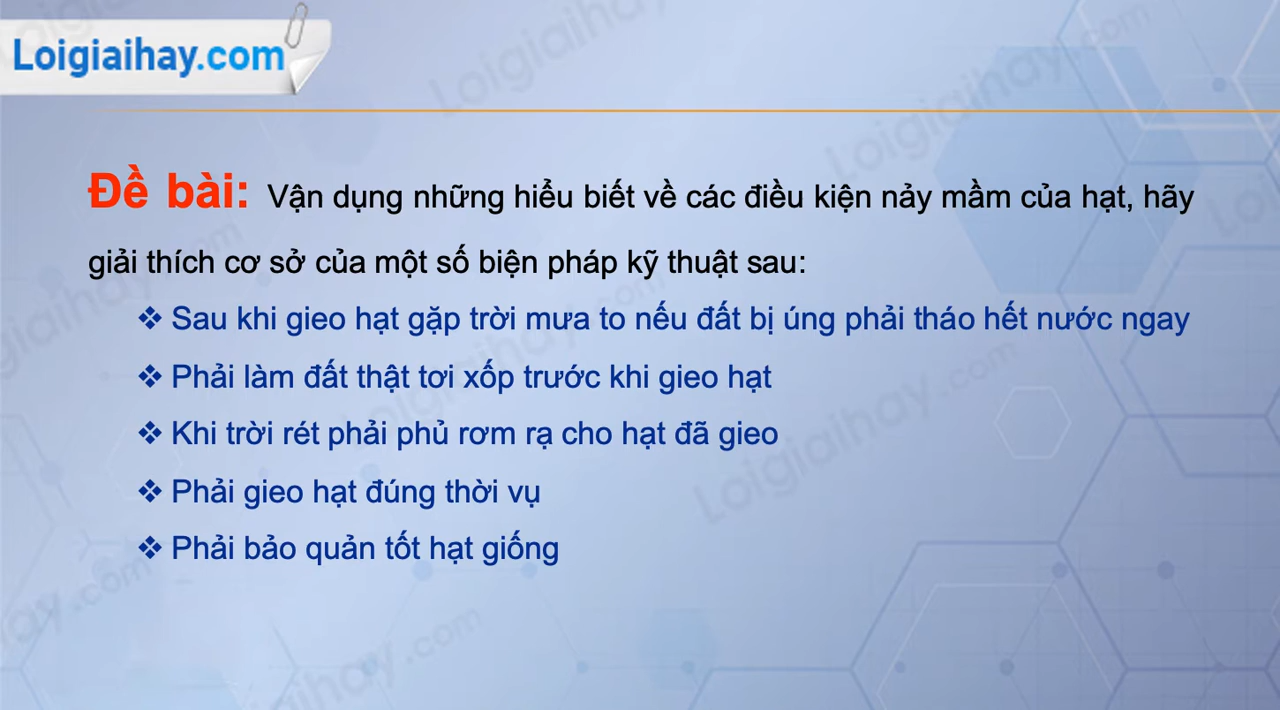 Loigiaihay.com
Đề bài: Vận dụng những hiểu biết về các điều kiện nảy mầm của hạt, hãy
giải thích cơ sở của một số biện pháp kỹ thuật sau:
❖ Sau khi gieo hạt gặp trời mưa to nếu đất bị úng phải tháo hết nước ngay
❖ Phải làm đất thật tơi xốp trước khi gieo hạt
❖ Khi trời rét phải phủ rơm rạ cho hạt đã gieo
❖ Phải gieo hạt đúng thời vụ
❖ Phải bảo quản tốt hạt giống